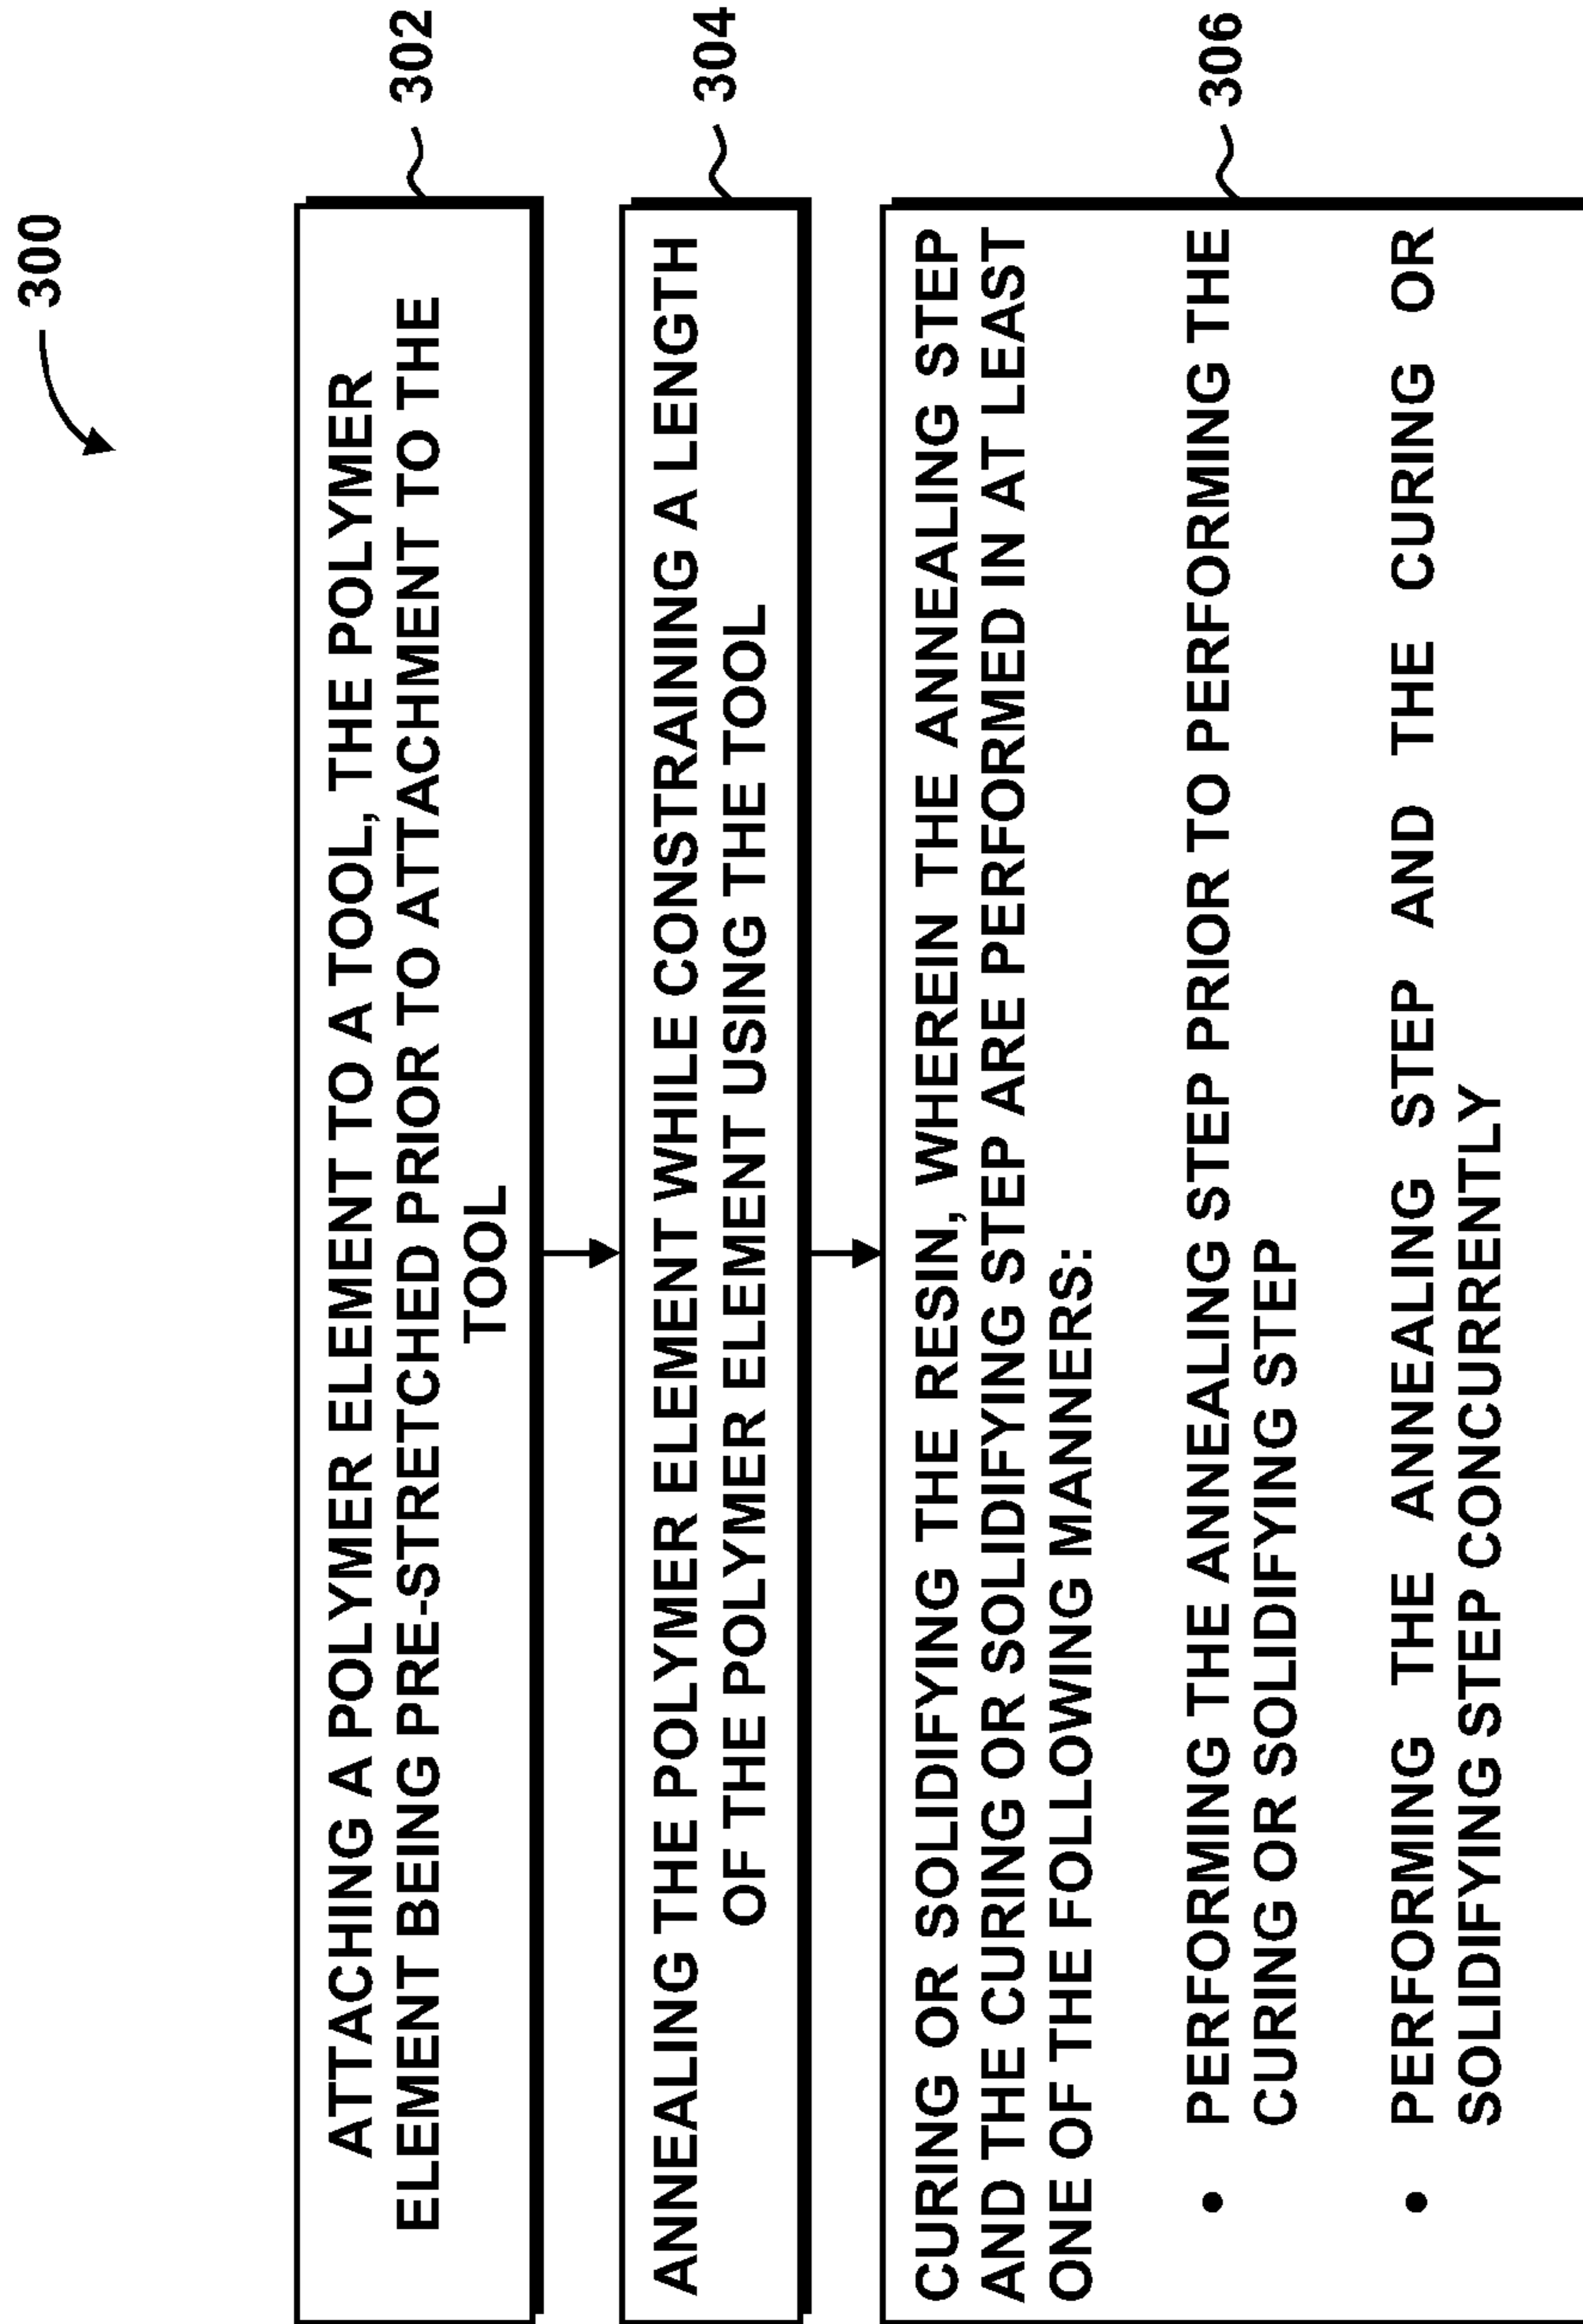 300
ATTACHING A POLYMER ELEMENT TO A TOOL, THE POLYMER
ELEMENT BEING PRE-STRETCHED PRIOR TO ATTACHMENT TO THE
TOOL
302
ANNEALING THE POLYMER ELEMENT WHILE CONSTRAINING A LENGTH
OF THE POLYMER ELEMENT USING THE TOOL
304
CURING OR SOLIDIFYING THE RESIN, WHEREIN THE ANNEALING STEP
AND THE CURING OR SOLIDIFYING STEP ARE PERFORMED IN AT LEAST
ONE OF THE FOLLOWING MANNERS:
• PERFORMING THE ANNEALING STEP PRIOR TO PERFORMING THE
CURING OR SOLIDIFYING STEP
• PERFORMING THE ANNEALING STEP AND THE CURING OR
SOLIDIFYING STEP CONCURRENTLY
306